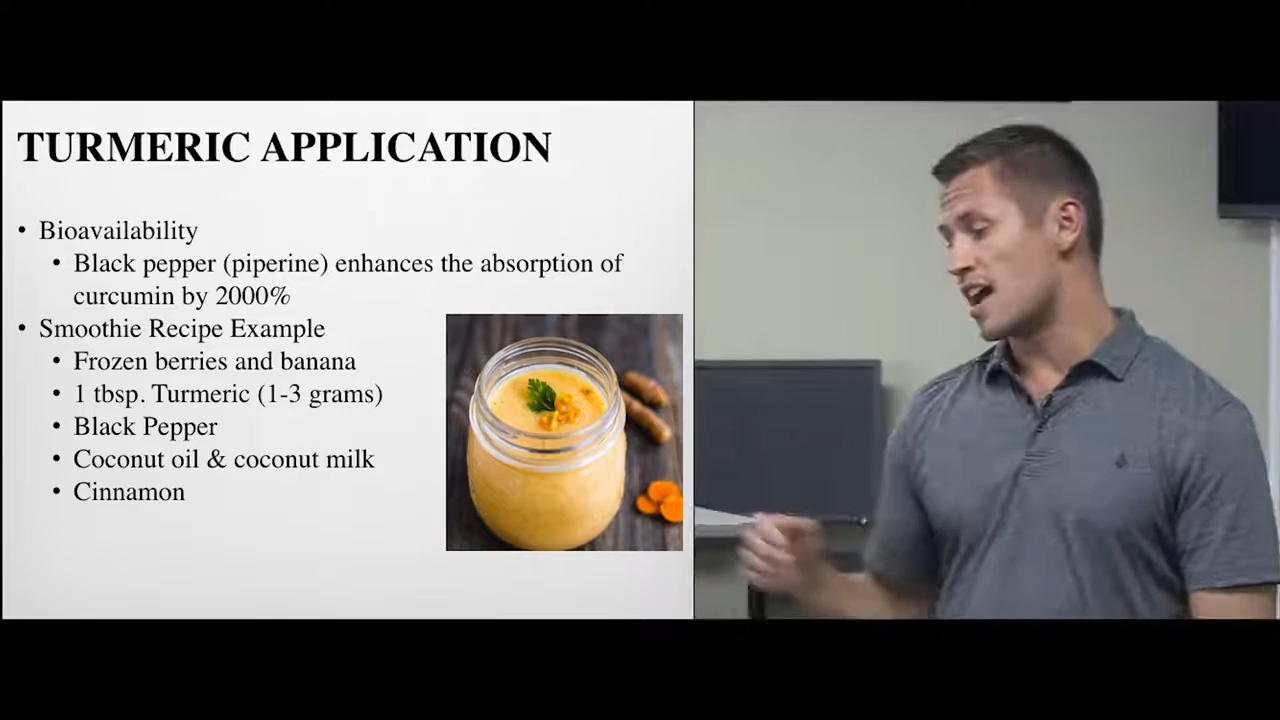 TURMERIC APPLICATION
• Bioavailability
• Black pepper (piperine) enhances the absorption of
curcumin by 2000%
• Smoothie Recipe Example
• Frozen berries and banana
• 1 tbsp. Turmeric (1-3 grams)
• Black Pepper
• Coconut oil & coconut milk
• Cinnamon